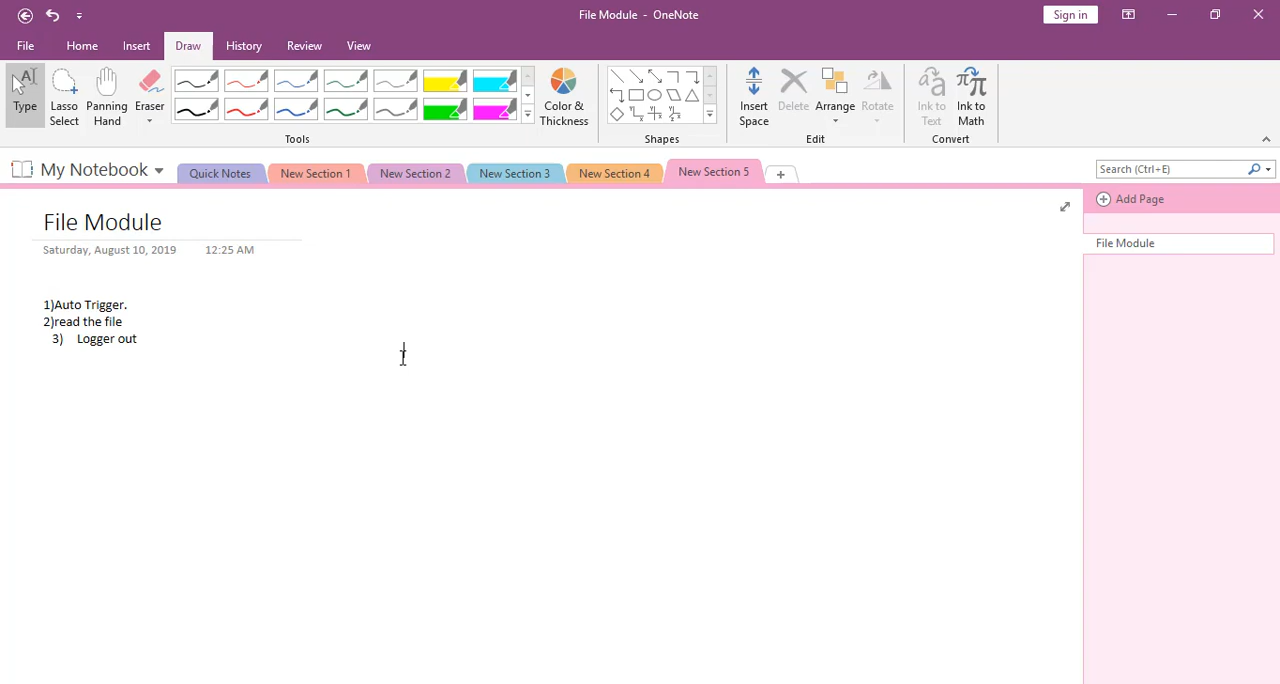 File Module - OneNote
Sign in
File Home Insert Draw History Review View
Type
Lasso Select
Panning Hand
Eraser
Color & Thickness
Insert Space
Delete
Arrange
Rotate
Ink to Text
Ink to Math
Tools
Shapes
Edit
Convert
My Notebook
Quick Notes
New Section 1
New Section 2
New Section 3
New Section 4
New Section 5
Search (Ctrl+E)
Add Page
File Module
File Module
Saturday, August 10, 2019 12:25 AM
1)Auto Trigger.
2)read the file
3) Logger out